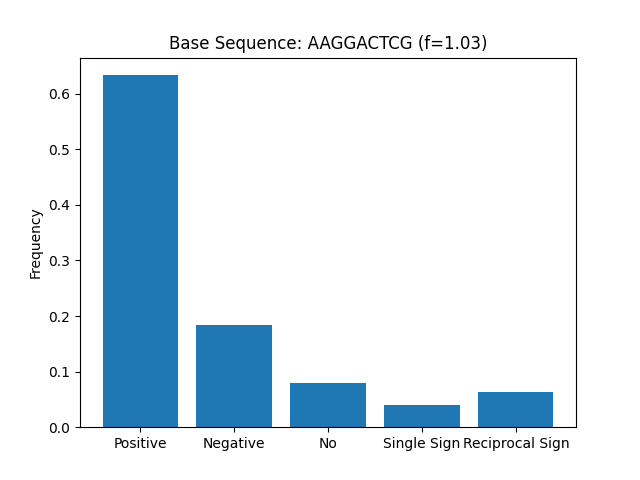 Base Sequence: AAGGACTCG (f=1.03)
0.6
0.5
0.4
0.3
0.2
0.1
0.0
Frequency
Positive
Negative
No
Single Sign
Reciprocal Sign